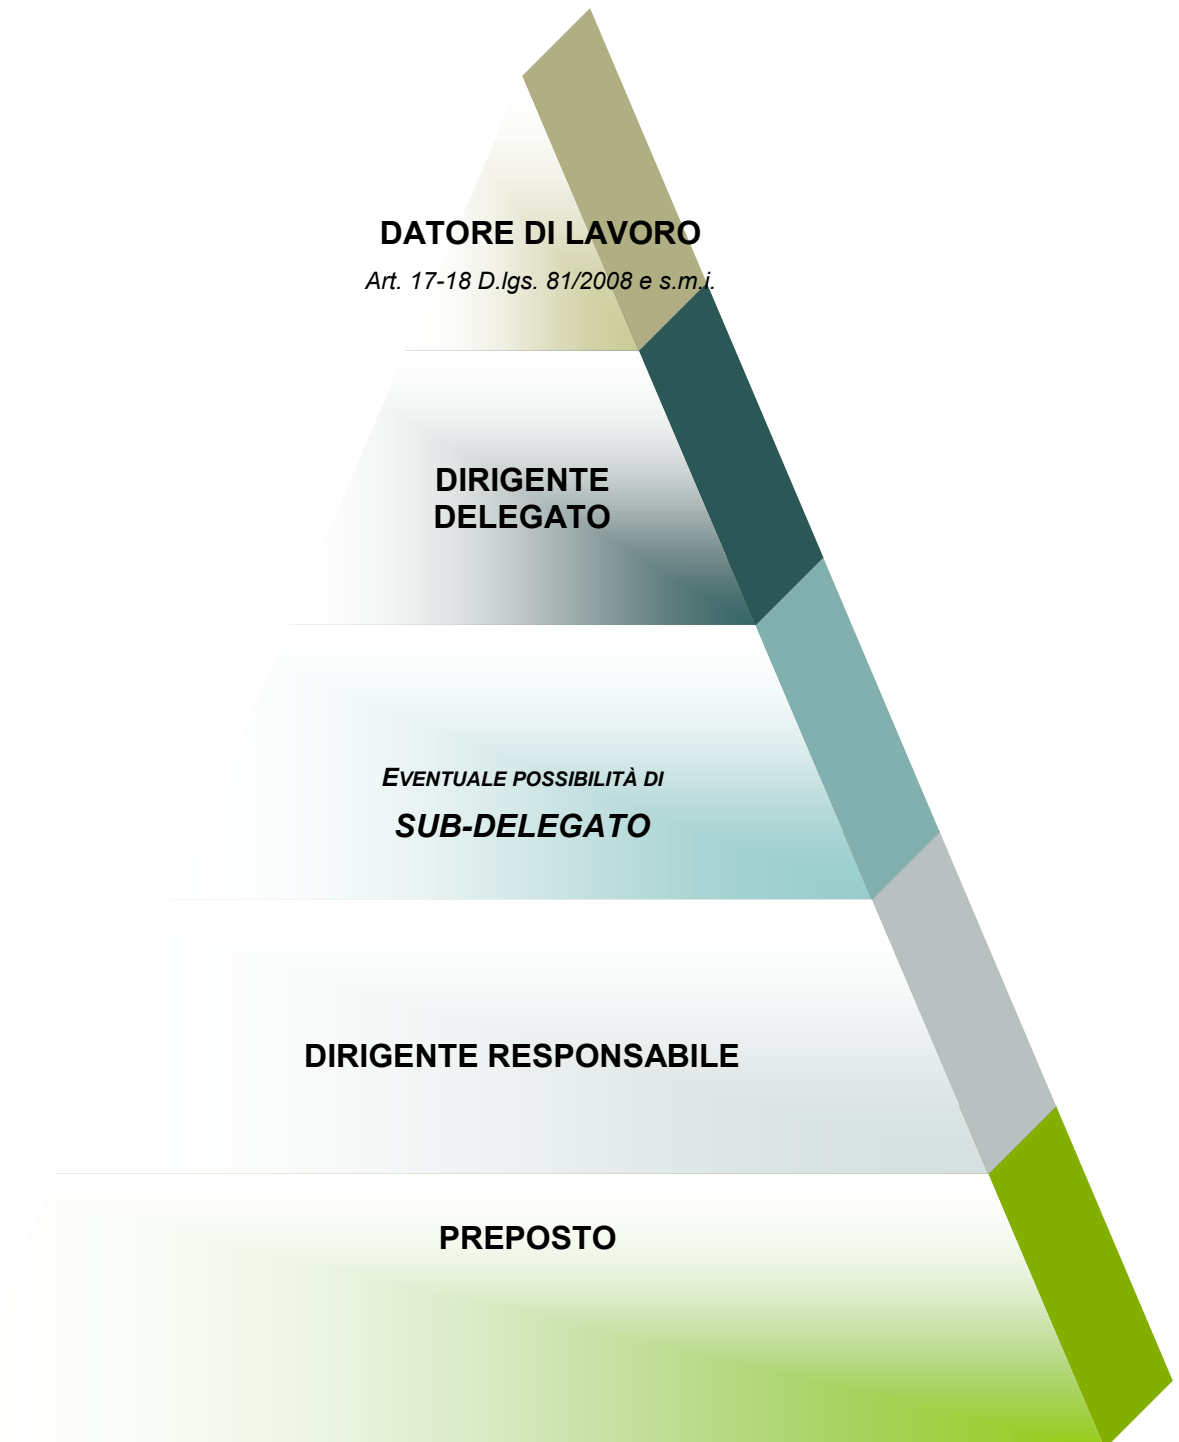 DATORE DI LAVORO
Art. 17-18 D.lgs. 81/2008 e s.m.i.
DIRIGENTE
DELEGATO
EVENTUALE POSSIBILITÀ DI
SUB-DELEGATO
DIRIGENTE RESPONSABILE
PREPOSTO